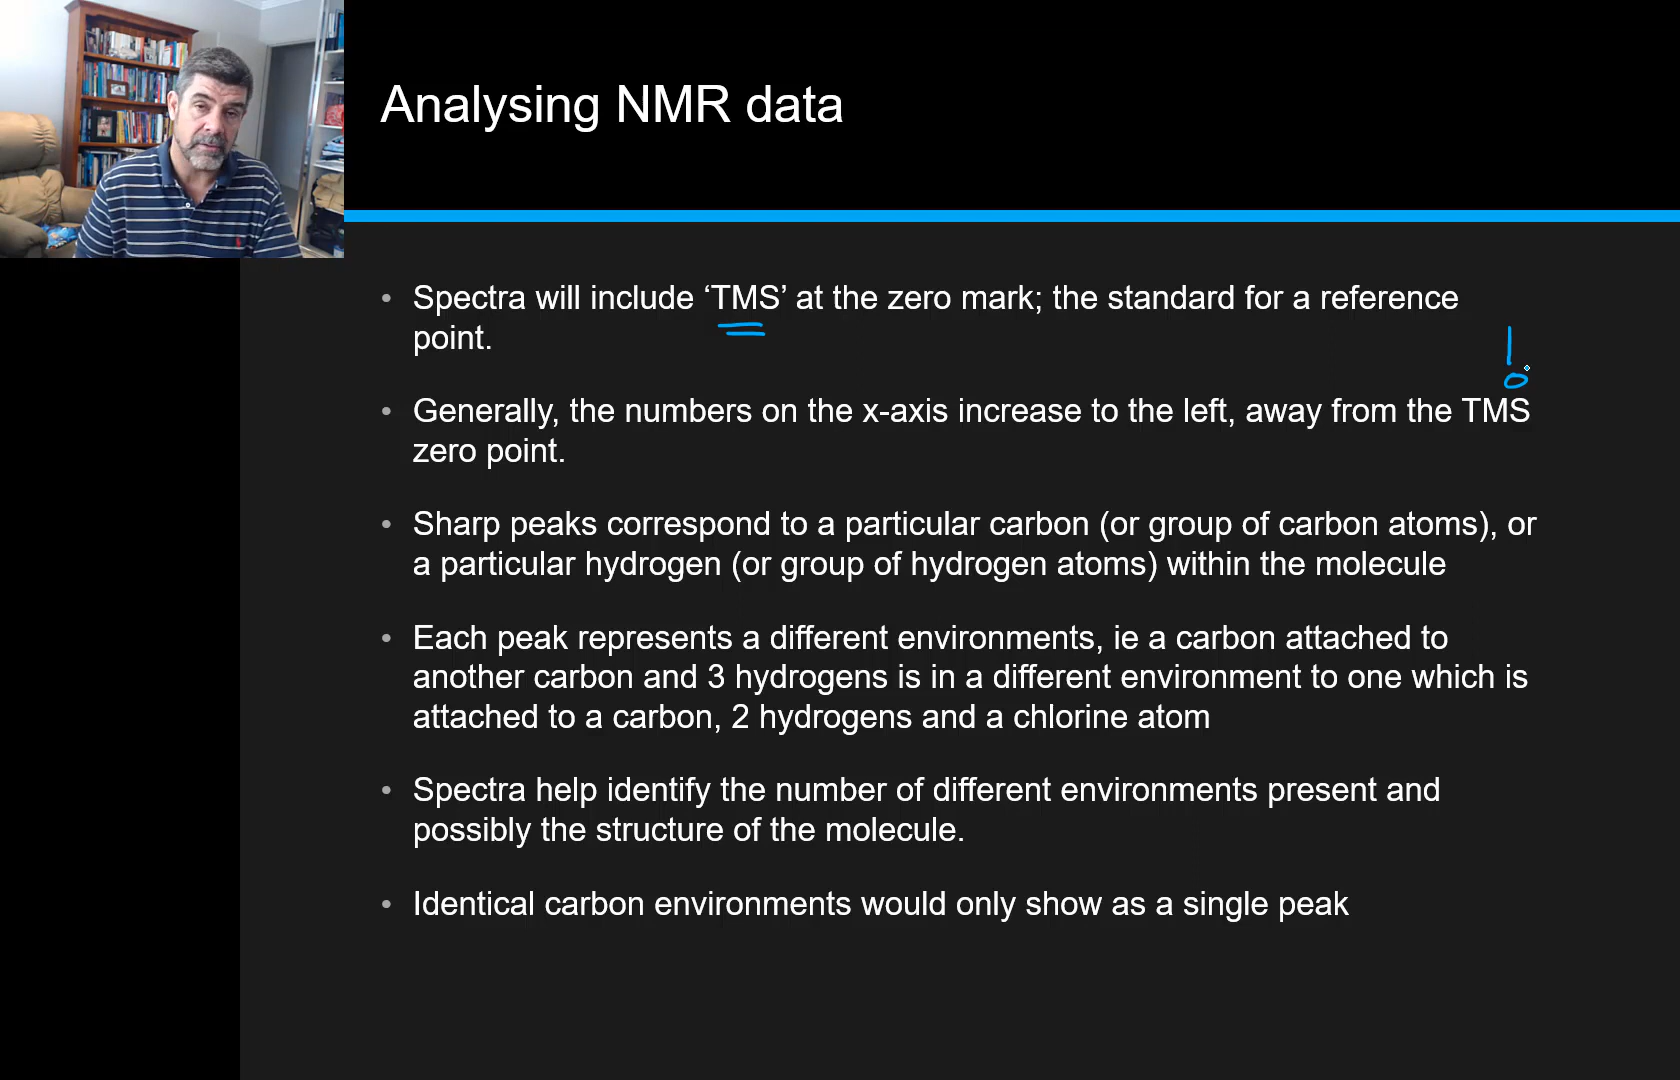 Analysing NMR data
• Spectra will include ‘TMS’ at the zero mark; the standard for a reference
point.
0
• Generally, the numbers on the x-axis increase to the left, away from the TMS
zero point.
• Sharp peaks correspond to a particular carbon (or group of carbon atoms), or
a particular hydrogen (or group of hydrogen atoms) within the molecule
• Each peak represents a different environments, ie a carbon attached to
another carbon and 3 hydrogens is in a different environment to one which is
attached to a carbon, 2 hydrogens and a chlorine atom
• Spectra help identify the number of different environments present and
possibly the structure of the molecule.
• Identical carbon environments would only show as a single peak